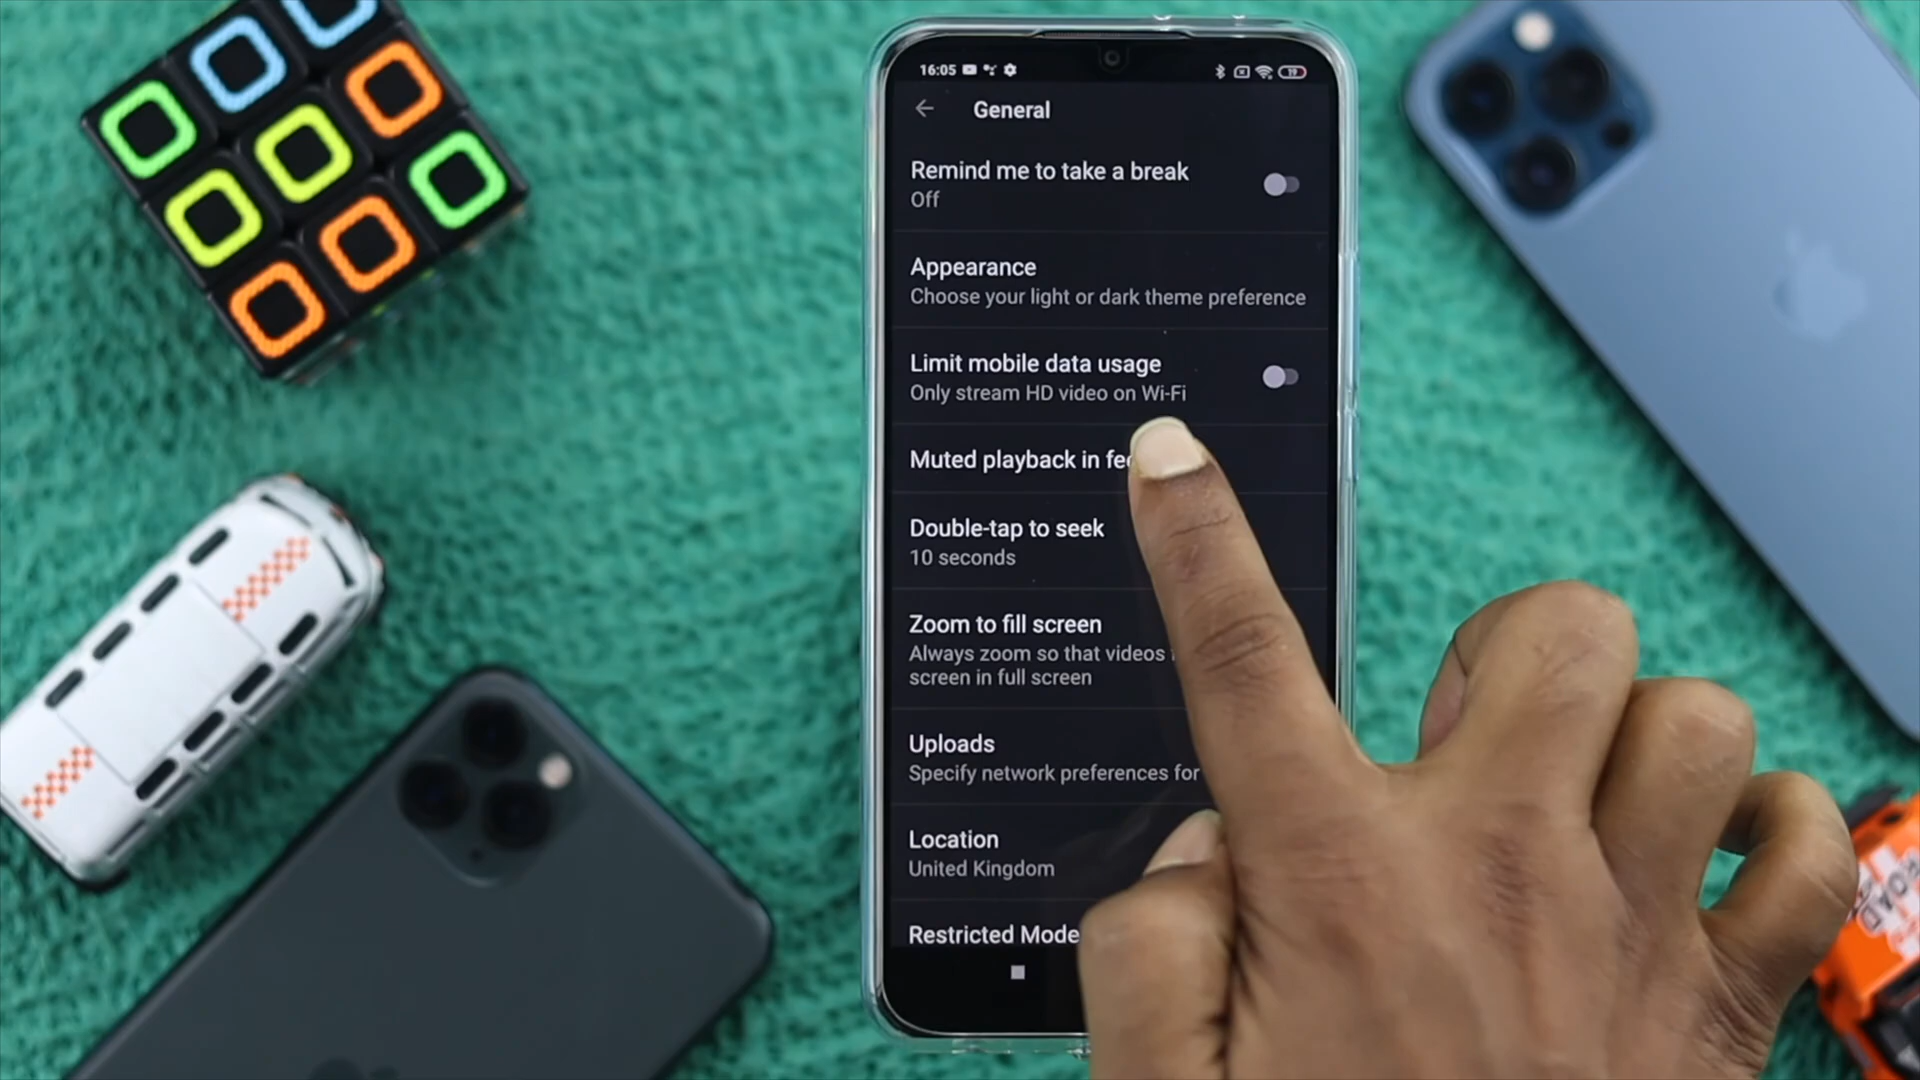 16:05
19
General
Remind me to take a break
Off
Appearance
Choose your light or dark theme preference
Limit mobile data usage
Only stream HD video on Wi-Fi
Muted playback in
Double-tap to seek
10 seconds
Zoom to fill screen
Always zoom so that videos
screen in full screen
Uploads
Specify network preferences for
Location
United Kingdom
Restricted Mode
ROAD